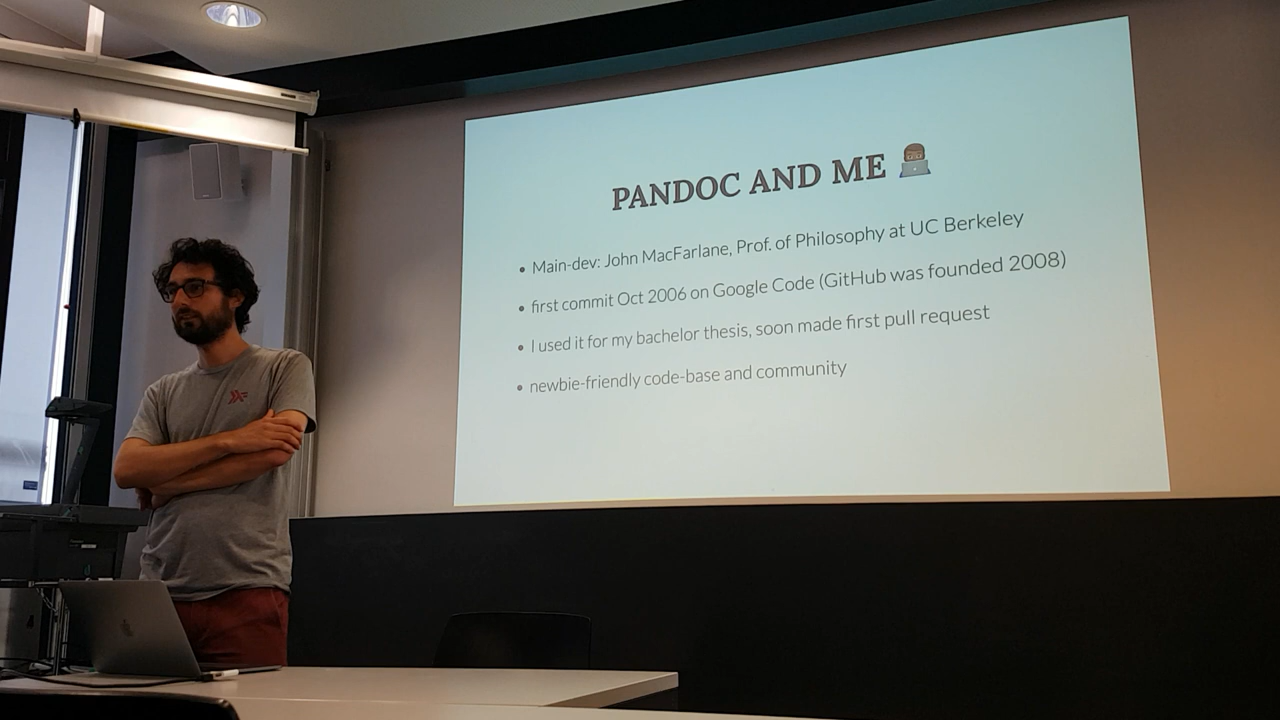 PANDOC AND ME
Main-dev: John MacFarlane, Prof. of Philosophy at UC Berkeley
first commit Oct 2006 on Google Code (GitHub was founded 2008)
I used it for my bachelor thesis, soon made first pull request
newbie-friendly code-base and community